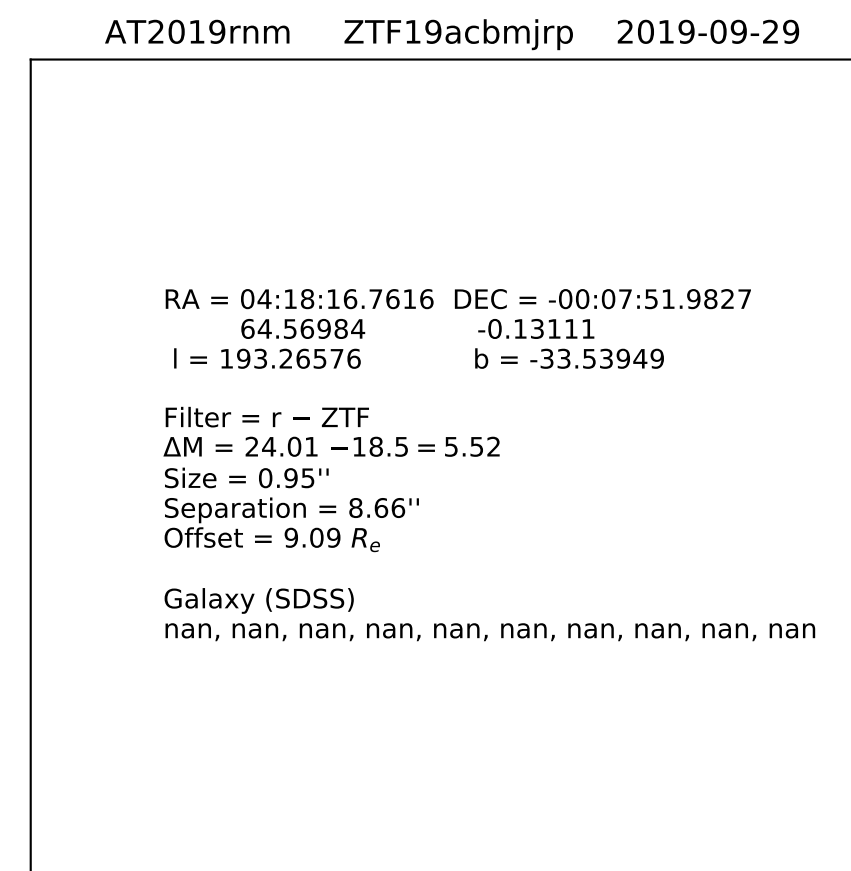 AT2019rnm ZTF19acbmjrp 2019-09-29
RA = 04:18:16.7616 DEC = -00:07:51.9827
64.56984 -0.13111
l = 193.26576 b = -33.53949
Filter = r − ZTF
ΔM = 24.01 −18.5 = 5.52
Size = 0.95''
Separation = 8.66''
Offset = 9.09 Re
Galaxy (SDSS)
nan, nan, nan, nan, nan, nan, nan, nan, nan, nan